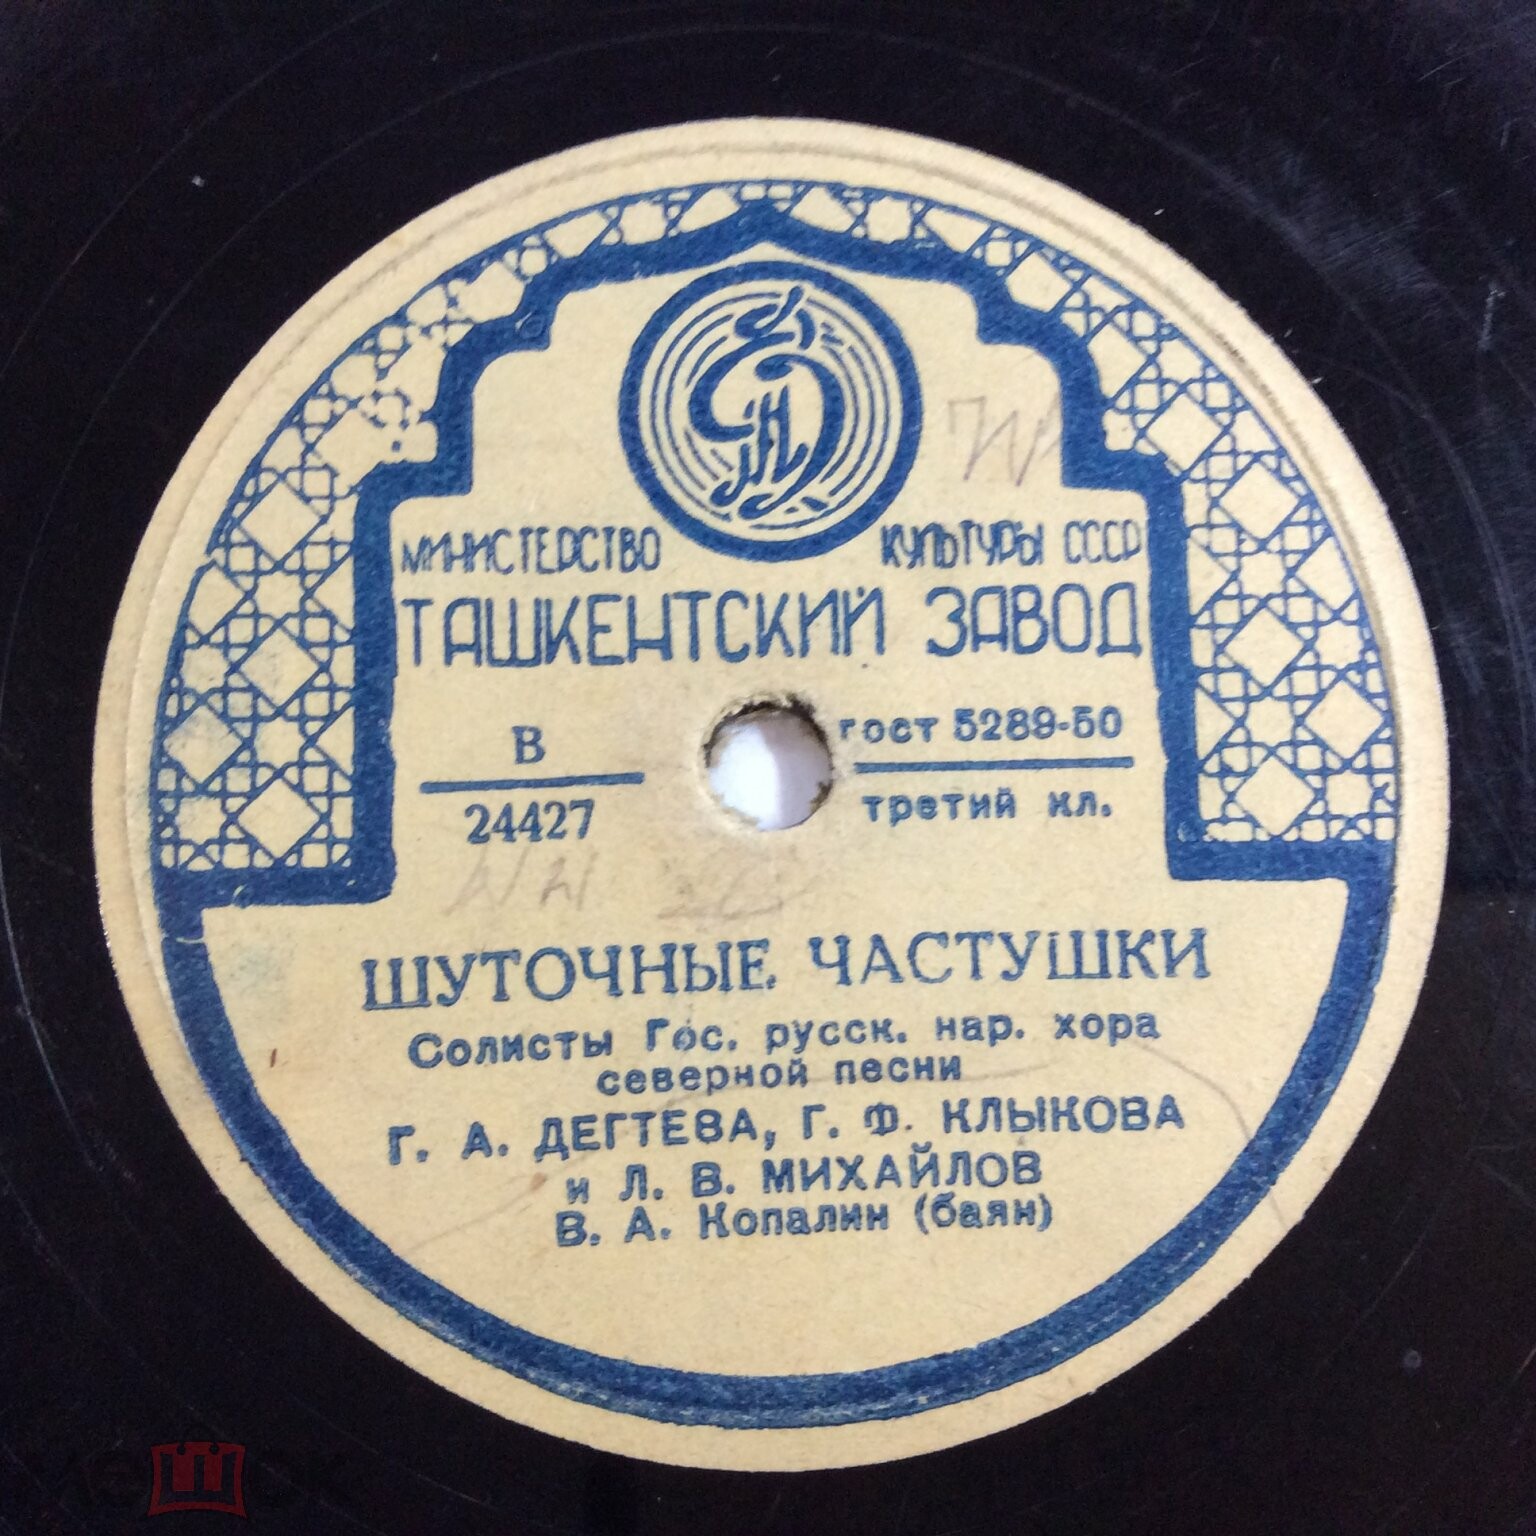 МИНИСТЕРСТВО КУЛЬТУРЫ СССР
ТАШКЕНТСКИЙ ЗАВОД
В
24427
гост 5289-50
третий кл.
ШУТОЧНЫЕ ЧАСТУШКИ
Солисты Гос. русск. нар. хора
северной песни
Г. А. ДЕГТЕВА, Г. Ф. КЛЫКОВА
и Л. В. МИХАЙЛОВ
В. А. Копалин (баян)